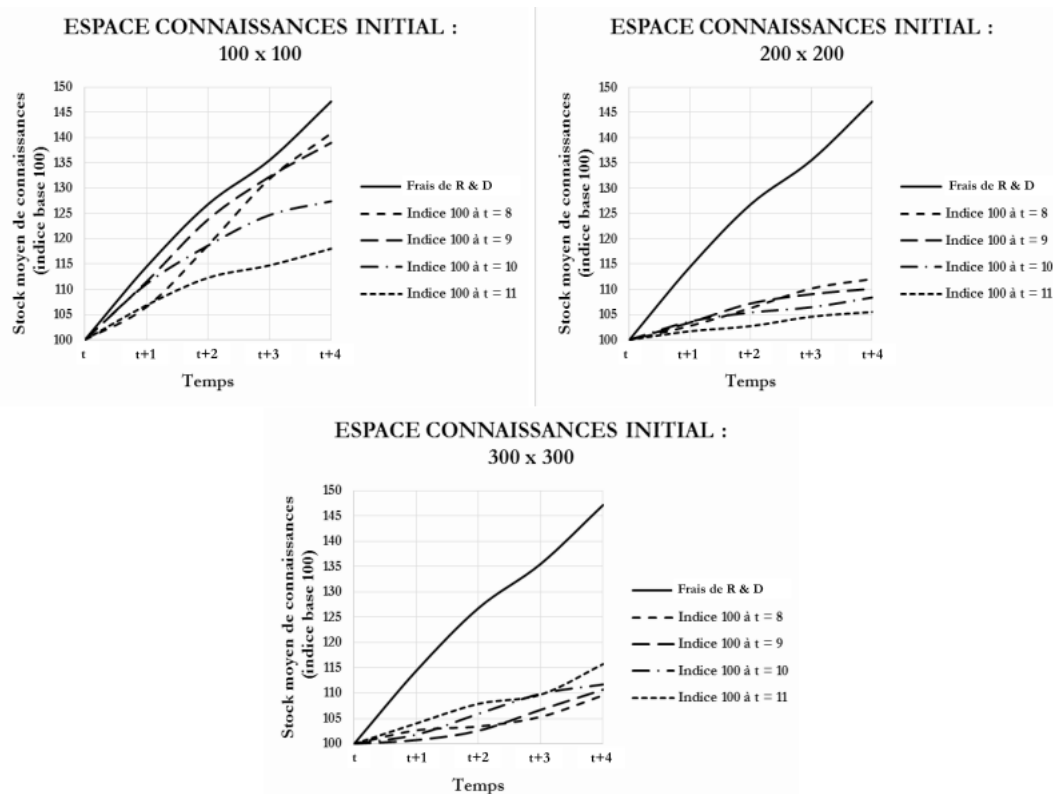 ESPACE CONNAISSANCES INITIAL :
100 x 100
Stock moyen de connaissances
(indice base 100)
150
145
140
135
130
125
120
115
110
105
100
t
t+1
t+2
t+3
t+4
Temps
Frais de R & D
Indice 100 à t = 8
Indice 100 à t = 9
Indice 100 à t = 10
Indice 100 à t = 11
ESPACE CONNAISSANCES INITIAL :
200 x 200
Stock moyen de connaissances
(indice base 100)
150
145
140
135
130
125
120
115
110
105
100
t
t+1
t+2
t+3
t+4
Temps
Frais de R & D
Indice 100 à t = 8
Indice 100 à t = 9
Indice 100 à t = 10
Indice 100 à t = 11
ESPACE CONNAISSANCES INITIAL :
300 x 300
Stock moyen de connaissances
(indice base 100)
150
145
140
135
130
125
120
115
110
105
100
t
t+1
t+2
t+3
t+4
Temps
Frais de R & D
Indice 100 à t = 8
Indice 100 à t = 9
Indice 100 à t = 10
Indice 100 à t = 11